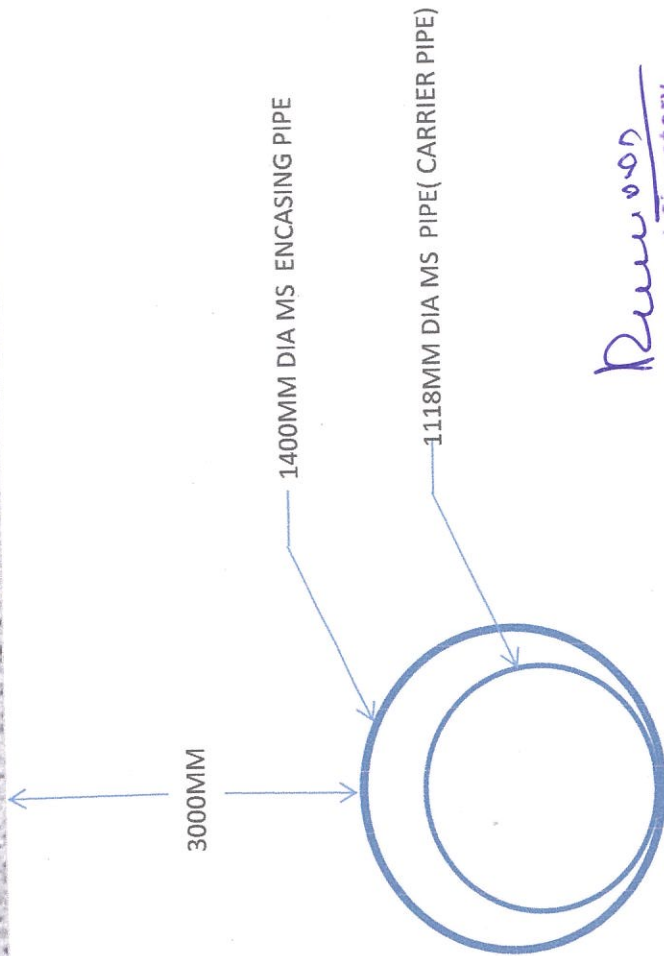 1400MM DIA MS ENCASING PIPE
3000MM
1118MM DIA MS PIPE( CARRIER PIPE)